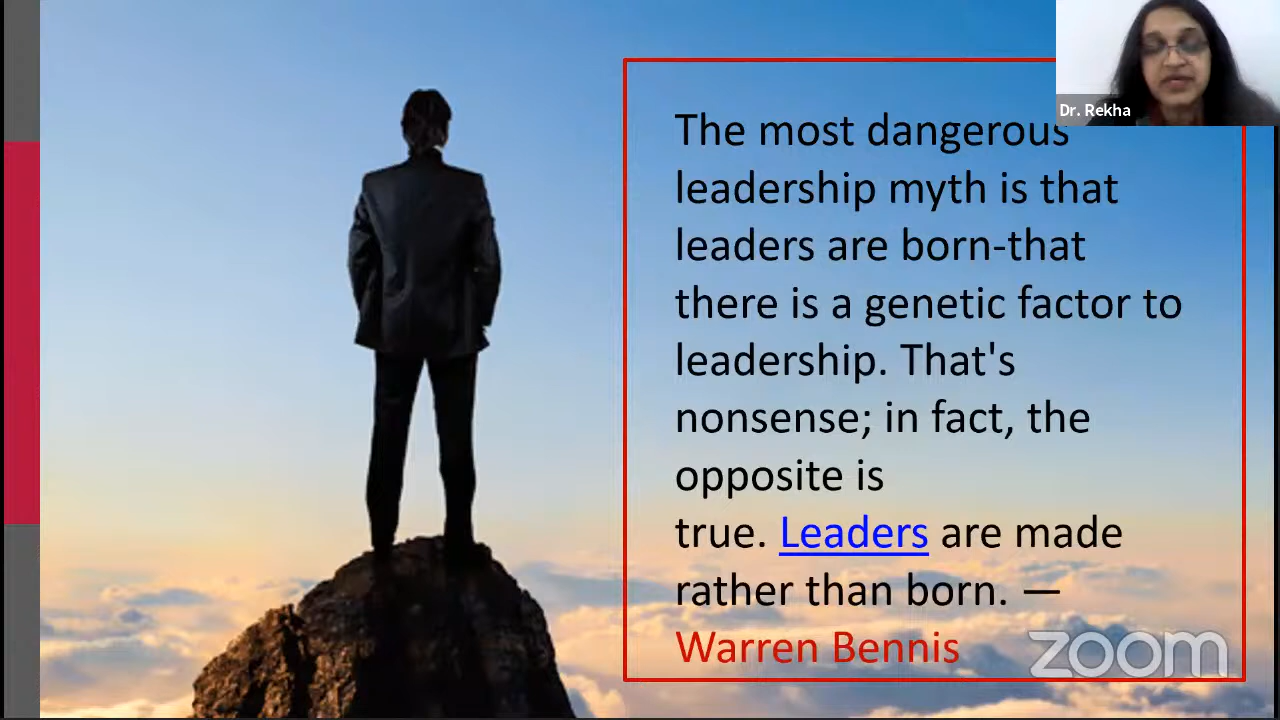 Dr. Rekha
The most dangerous
leadership myth is that
leaders are born-that
there is a genetic factor to
leadership. That's
nonsense; in fact, the
opposite is
true. Leaders are made
rather than born. —
Warren Bennis
zoom